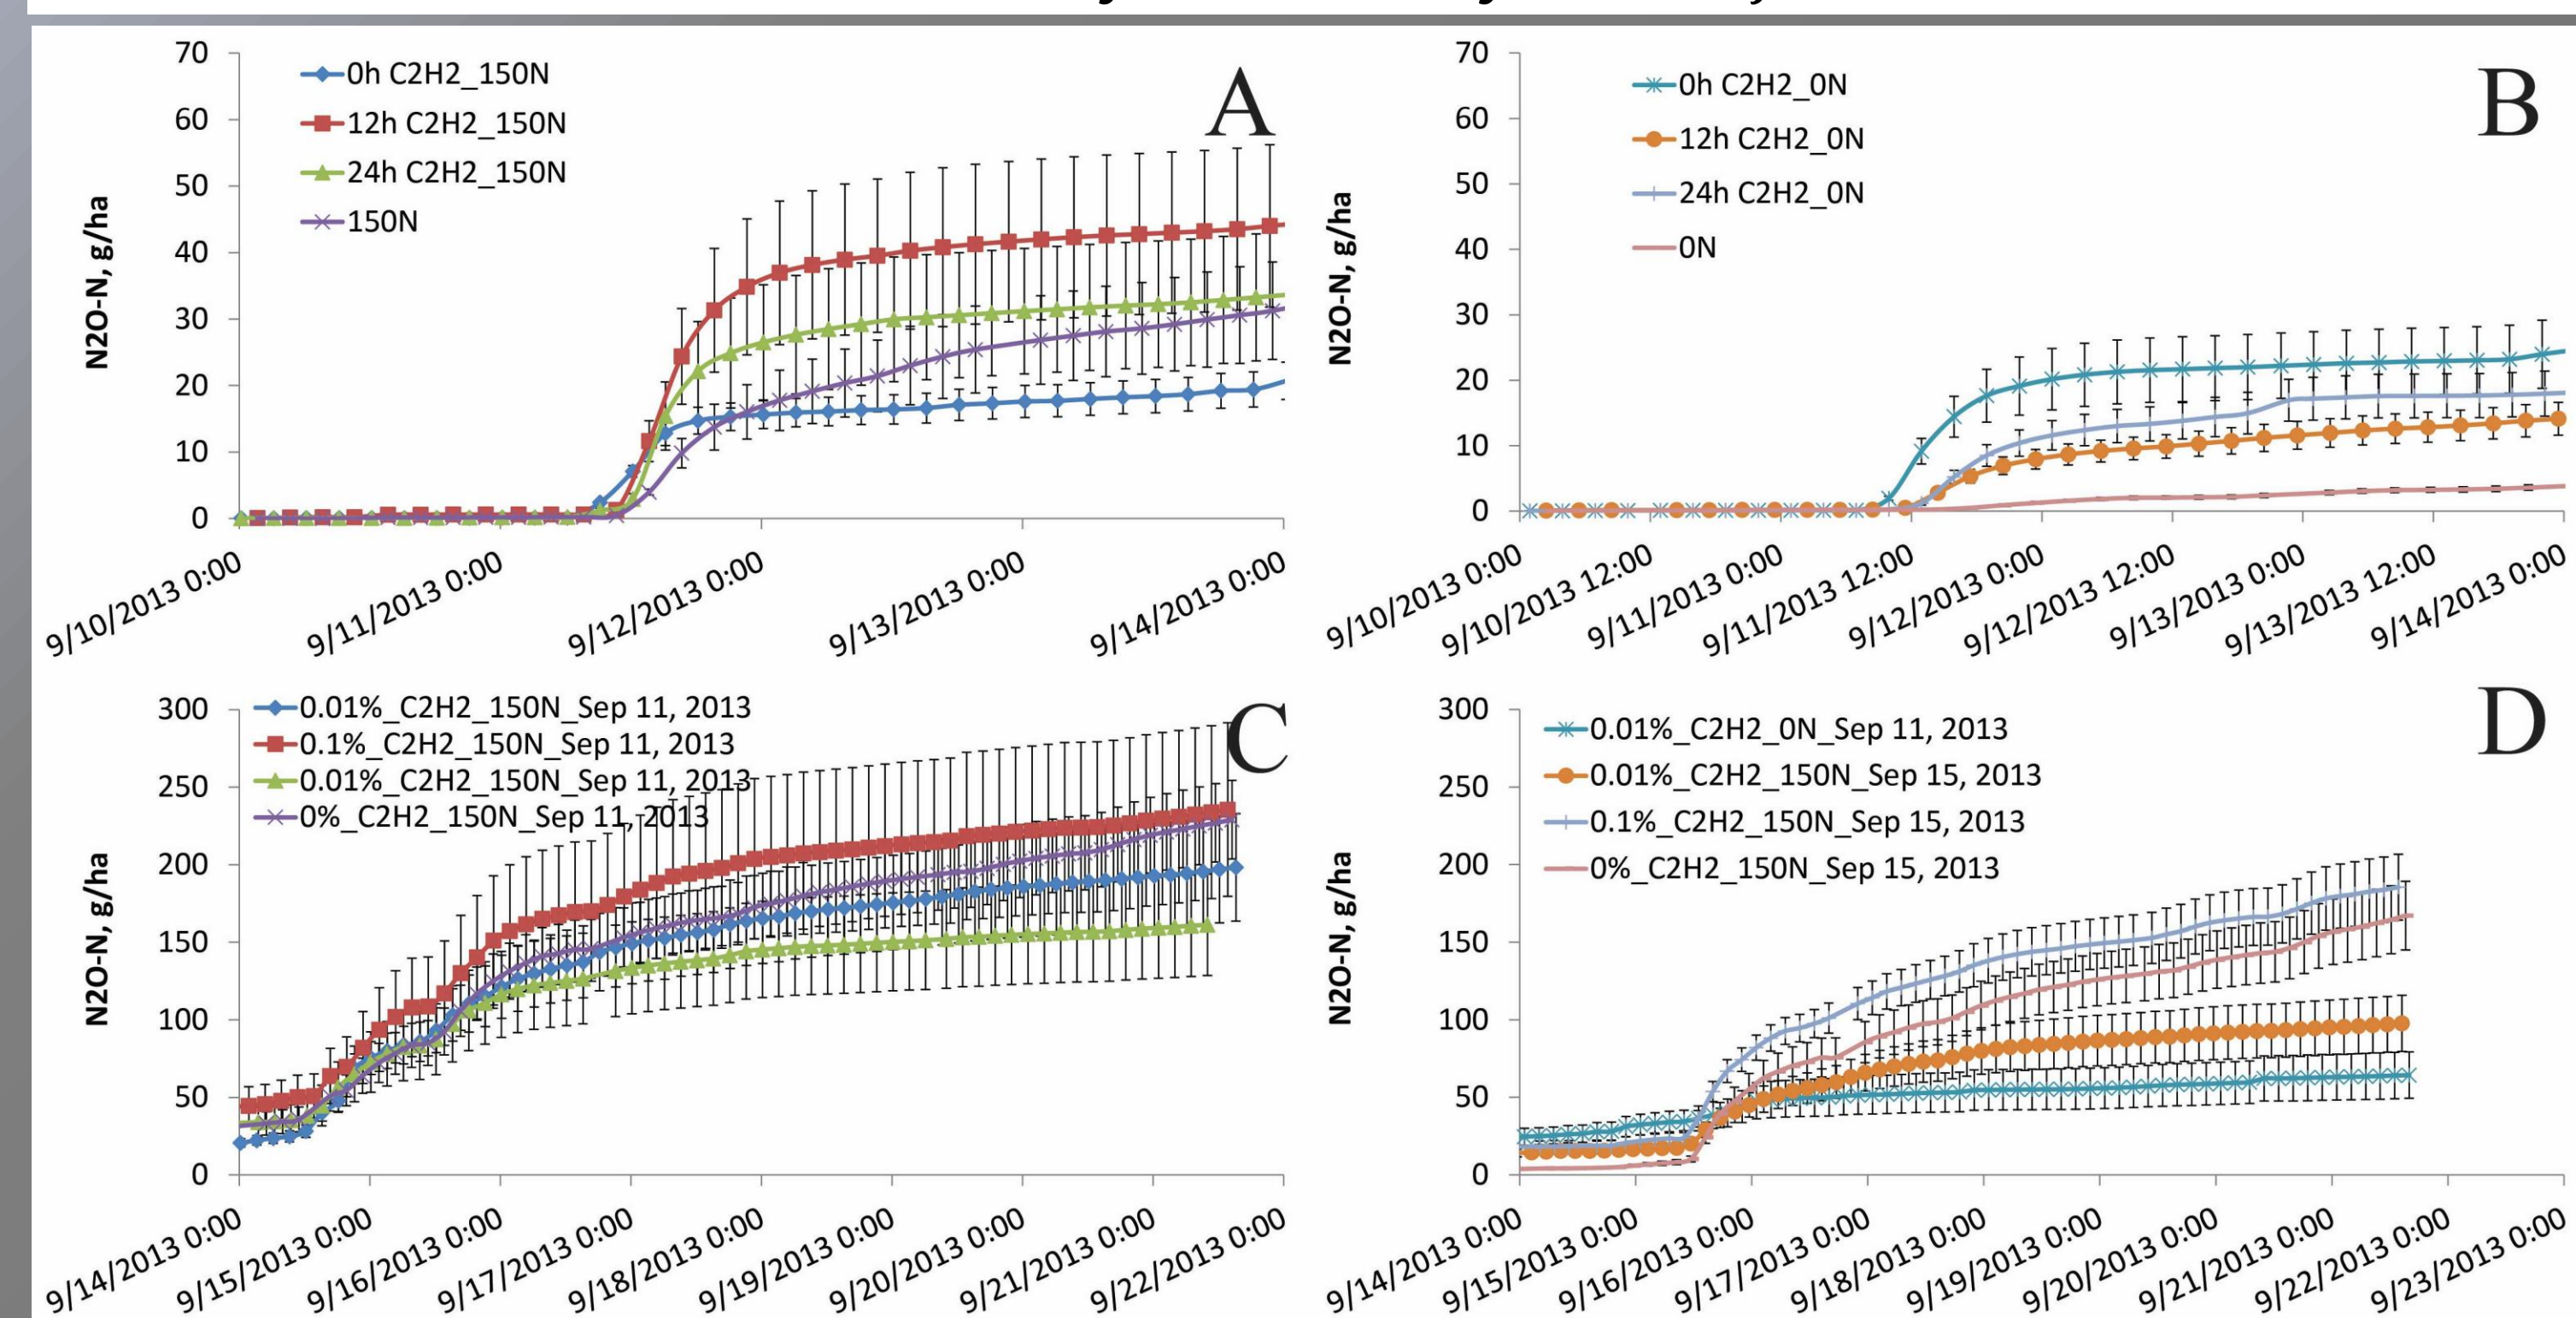 A
N2O-N, g/ha
70
60
50
40
30
20
10
0
0h C2H2_150N
12h C2H2_150N
24h C2H2_150N
150N
9/10/2013 0:00
9/11/2013 0:00
9/12/2013 0:00
9/13/2013 0:00
9/14/2013 0:00
B
N2O-N, g/ha
70
60
50
40
30
20
10
0
0h C2H2_0N
12h C2H2_0N
24h C2H2_0N
0N
9/10/2013 0:00
9/10/2013 12:00
9/11/2013 0:00
9/11/2013 12:00
9/12/2013 0:00
9/12/2013 12:00
9/13/2013 0:00
9/13/2013 12:00
9/14/2013 0:00
C
N2O-N, g/ha
300
250
200
150
100
50
0
0.01%_C2H2_150N_Sep 11, 2013
0.1%_C2H2_150N_Sep 11, 2013
0.01%_C2H2_150N_Sep 11, 2013
0%_C2H2_150N_Sep 11, 2013
9/14/2013 0:00
9/15/2013 0:00
9/16/2013 0:00
9/17/2013 0:00
9/18/2013 0:00
9/19/2013 0:00
9/20/2013 0:00
9/21/2013 0:00
9/22/2013 0:00
D
N2O-N, g/ha
300
250
200
150
100
50
0
0.01%_C2H2_0N_Sep 11, 2013
0.01%_C2H2_150N_Sep 15, 2013
0.1%_C2H2_150N_Sep 15, 2013
0%_C2H2_150N_Sep 15, 2013
9/14/2013 0:00
9/15/2013 0:00
9/16/2013 0:00
9/17/2013 0:00
9/18/2013 0:00
9/19/2013 0:00
9/20/2013 0:00
9/21/2013 0:00
9/22/2013 0:00
9/23/2013 0:00